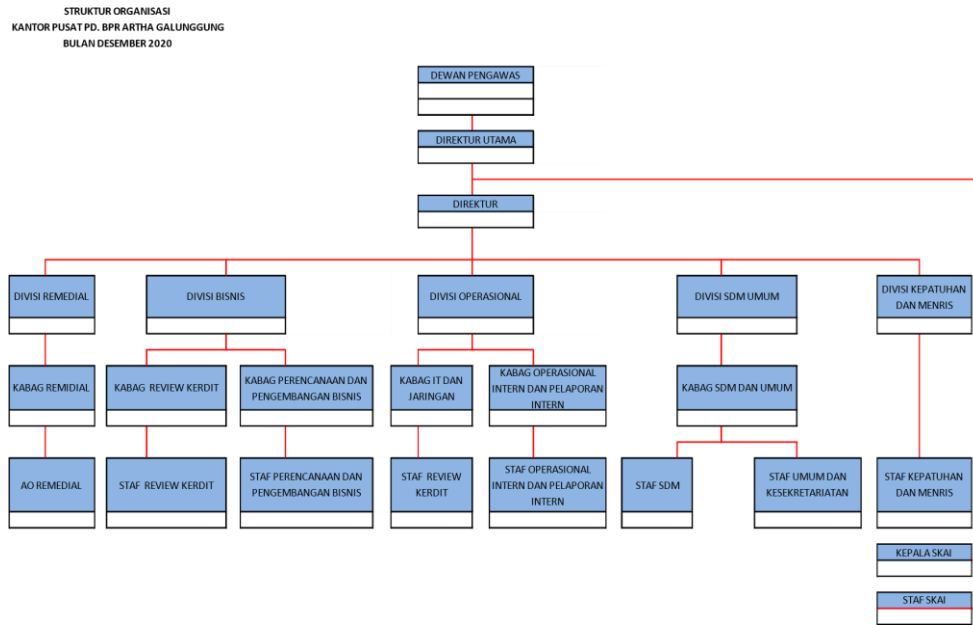 STRUKTUR ORGANISASI
KANTOR PUSAT PD. BPR ARTHA GALUNGGUNG
BULAN DESEMBER 2020
DEWAN PENGAWAS
DIREKTUR UTAMA
DIREKTUR
DIVISI REMEDIAL
DIVISI BISNIS
DIVISI OPERASIONAL
DIVISI SDM UMUM
DIVISI KEPATUHAN
DAN MENRIS
KABAG REMIDIAL
KABAG REVIEW KERDIT
KABAG PERENCANAAN DAN
PENGEMBANGAN BISNIS
KABAG IT DAN
JARINGAN
KABAG OPERASIONAL
INTERN DAN PELAPORAN
INTERN
KABAG SDM DAN UMUM
AO REMEDIAL
STAF REVIEW KERDIT
STAF PERENCANAAN DAN
PENGEMBANGAN BISNIS
STAF REVIEW
KERDIT
STAF OPERASIONAL
INTERN DAN PELAPORAN
INTERN
STAF SDM
STAF UMUM DAN
KESEKRETARIATAN
STAF KEPATUHAN
DAN MENRIS
KEPALA SKAI
STAF SKAI